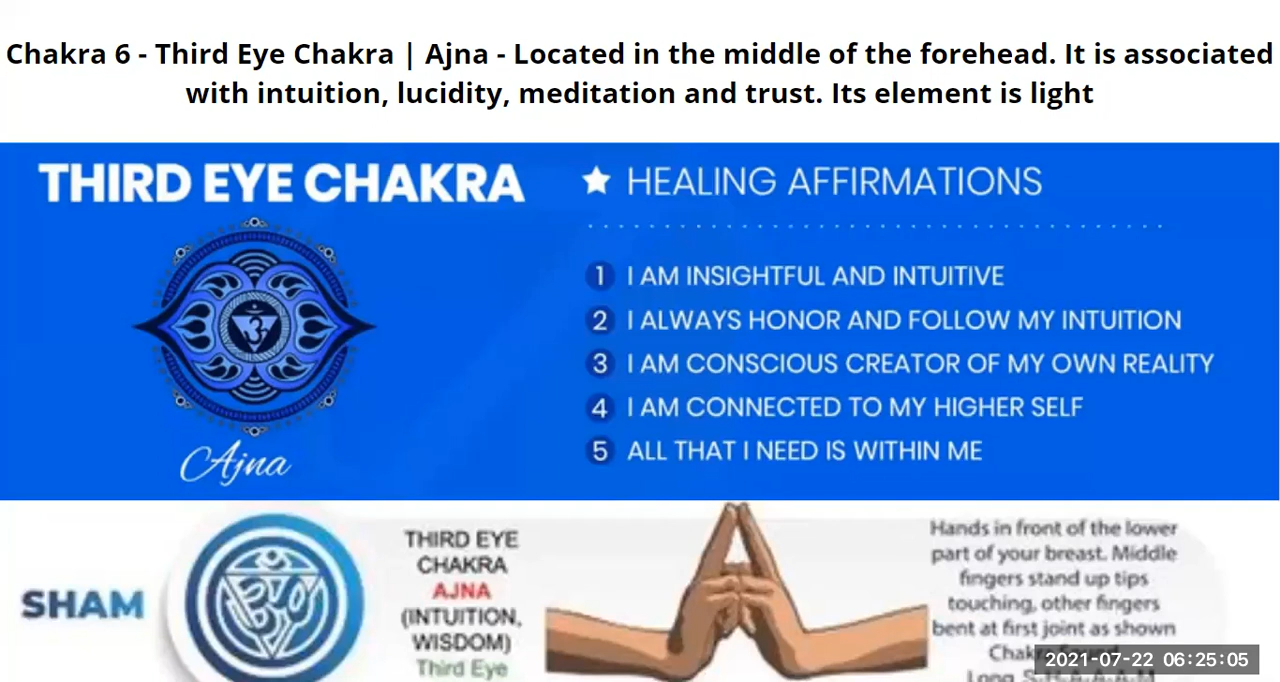 Chakra 6 - Third Eye Chakra | Ajna - Located in the middle of the forehead. It is associated
with intuition, lucidity, meditation and trust. Its element is light
THIRD EYE CHAKRA
Ajna
★ HEALING AFFIRMATIONS
1 I AM INSIGHTFUL AND INTUITIVE
2 I ALWAYS HONOR AND FOLLOW MY INTUITION
3 I AM CONSCIOUS CREATOR OF MY OWN REALITY
4 I AM CONNECTED TO MY HIGHER SELF
5 ALL THAT I NEED IS WITHIN ME
SHAM
THIRD EYE
CHAKRA
AJNA
(INTUITION,
WISDOM)
Third Eye
Hands in front of the lower
part of your breast. Middle
fingers stand up tips
touching, other fingers
bent at first joint as shown
Long
2021-07-22 06:25:05